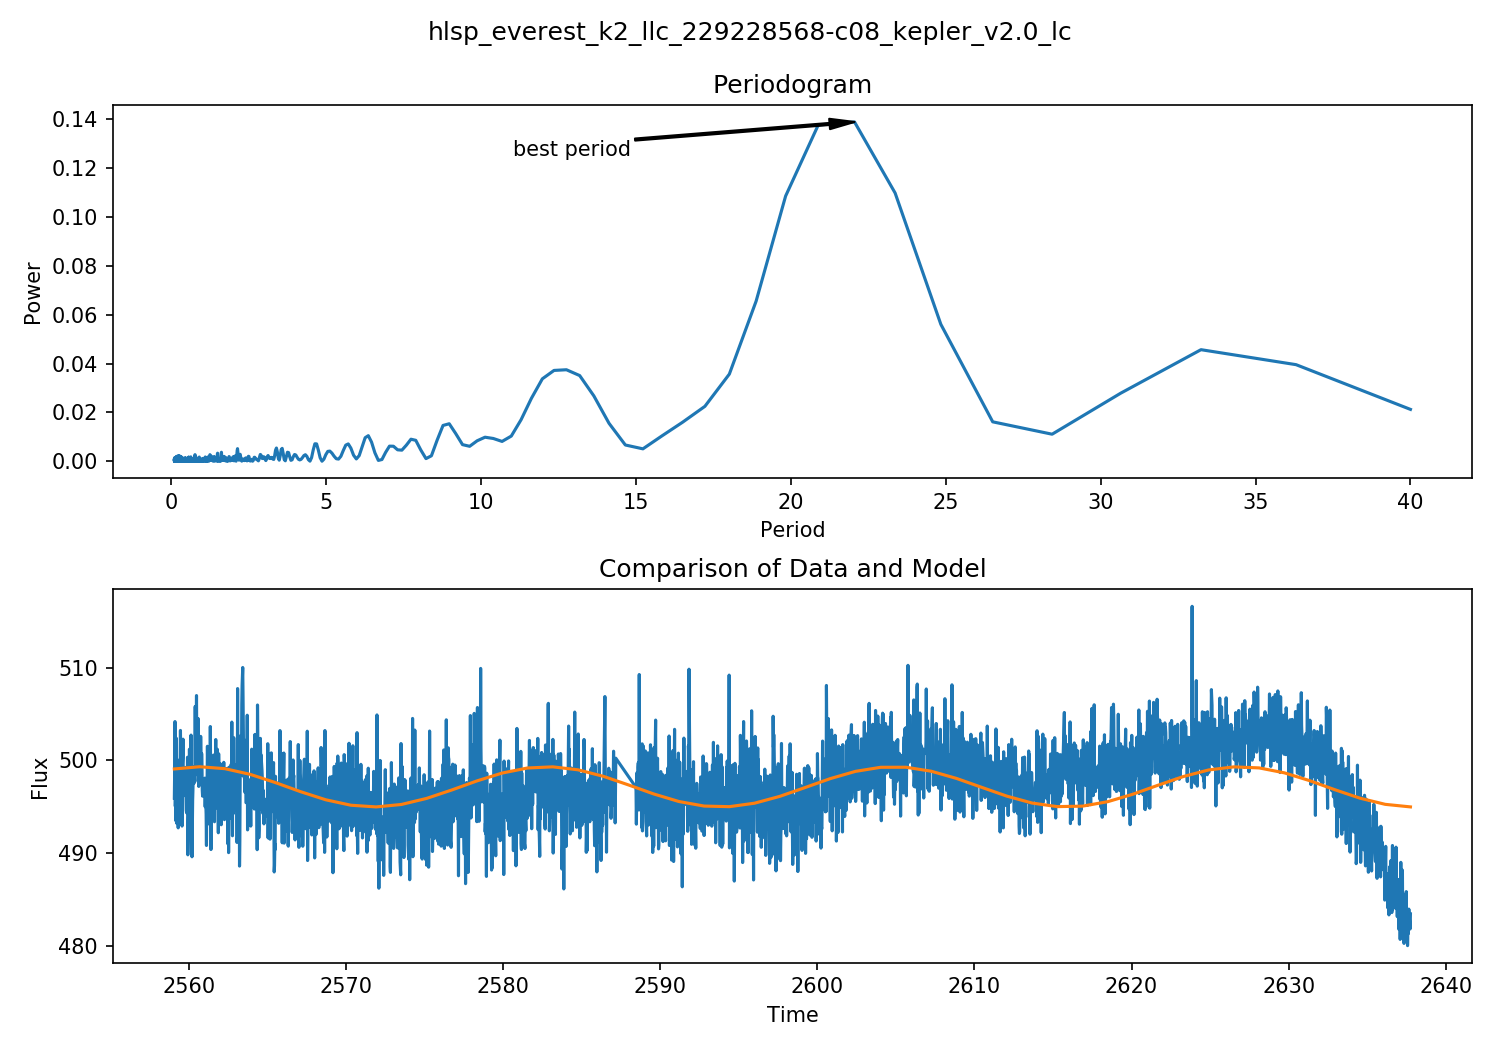 hlsp_everest_k2_llc_229228568-c08_kepler_v2.0_lc
Periodogram
0.14
0.12
0.10
0.08
0.06
0.04
0.02
0.00
Power
best period
0 5 10 15 20 25 30 35 40
Period
Comparison of Data and Model
510
500
490
480
Flux
2560 2570 2580 2590 2600 2610 2620 2630 2640
Time